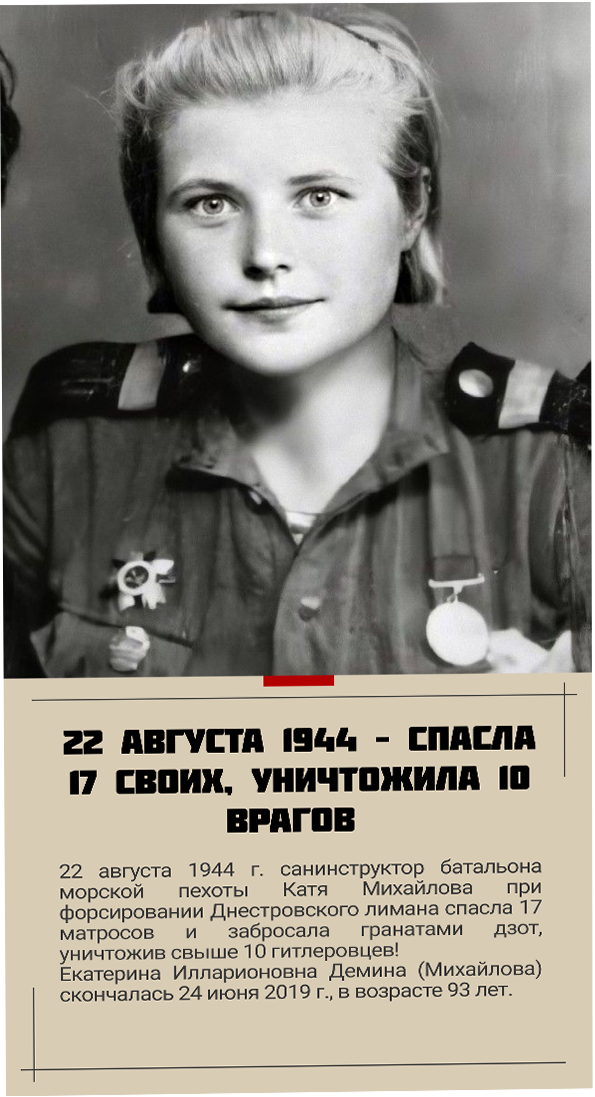 22 АВГУСТА 1944 - СПАСЛА
17 СВОИХ, УНИЧТОЖИЛА 10
ВРАГОВ
22 августа 1944 г. санинструктор батальона
морской пехоты Катя Михайлова при
форсировании Днестровского лимана спасла 17
матросов и забросала гранатами дзот,
уничтожив свыше 10 гитлеровцев!
Екатерина Илларионовна Демина (Михайлова)
скончалась 24 июня 2019 г., в возрасте 93 лет.